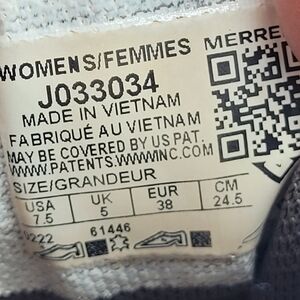 WOMENS/FEMMES MERRE
J033034
MADE IN VIETNAM
FABRIQUÉ AU VIETNAM
MAY BE COVERED BY US PAT.
WWW.PATENTS.WWWINC.COM
SIZE/GRANDEUR
USA UK EUR CM
7.5 5 38 24.5
0222 61446